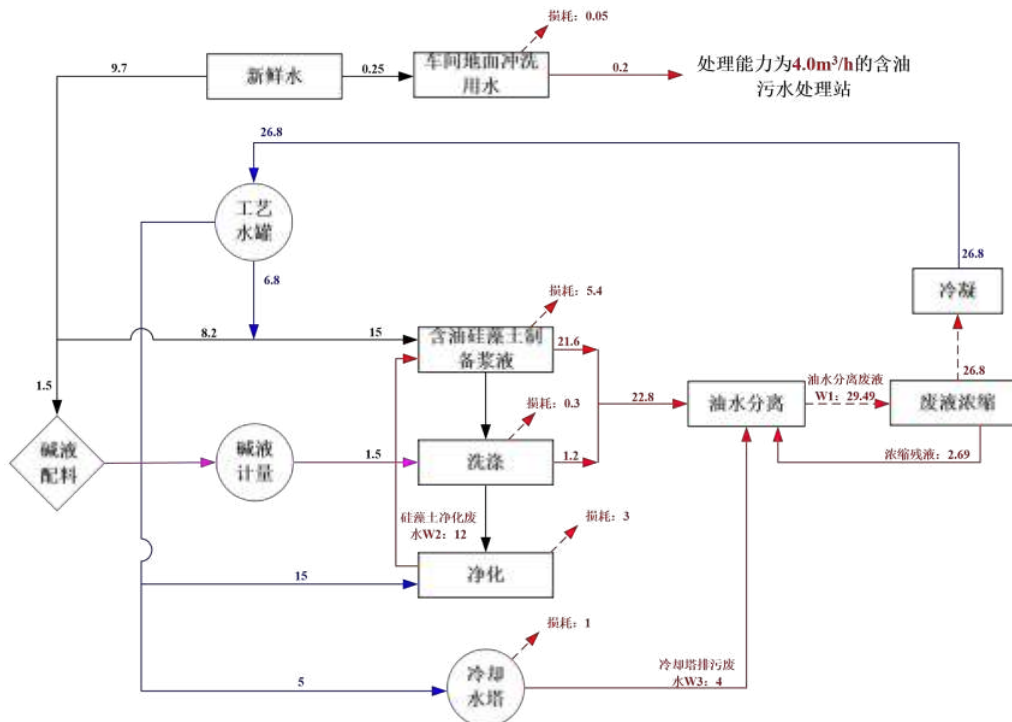 损耗：0.05
9.7
新鲜水
0.25
车间地面冲洗
用水
0.2
处理能力为4.0m³/h的含油
污水处理站
26.8
工艺
水罐
6.8
26.8
冷凝
损耗：5.4
8.2
15
含油硅藻土制
备浆液
21.6
26.8
1.5
22.8
油水分离
油水分离废液
W1：29.49
废液浓缩
损耗：0.3
碱液
配料
碱液
计量
1.5
洗涤
1.2
浓缩残液：2.69
硅藻土净化废
水W2：12
损耗：3
15
净化
损耗：1
5
冷却
水塔
冷却塔排污废
水W3：4